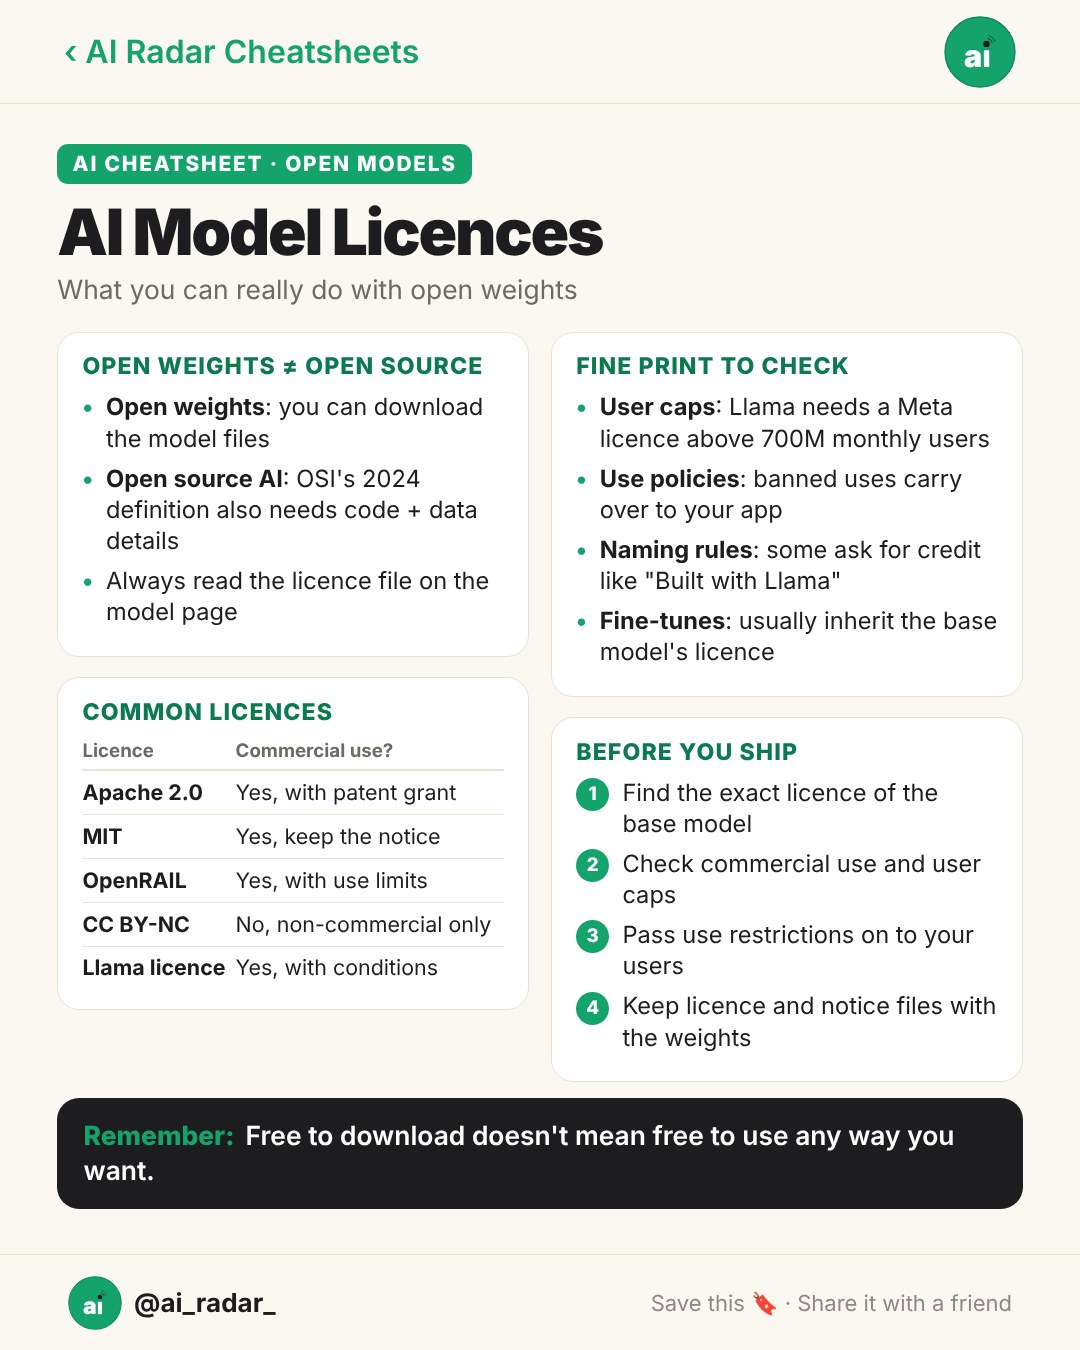 ‹ AI Radar Cheatsheets
ai
AI CHEATSHEET · OPEN MODELS
AI Model Licences
What you can really do with open weights
OPEN WEIGHTS ≠ OPEN SOURCE
• Open weights: you can download
the model files
• Open source AI: OSI's 2024
definition also needs code + data
details
• Always read the licence file on the
model page
COMMON LICENCES
Licence Commercial use?
Apache 2.0 Yes, with patent grant
MIT Yes, keep the notice
OpenRAIL Yes, with use limits
CC BY-NC No, non-commercial only
Llama licence Yes, with conditions
FINE PRINT TO CHECK
• User caps: Llama needs a Meta
licence above 700M monthly users
• Use policies: banned uses carry
over to your app
• Naming rules: some ask for credit
like "Built with Llama"
• Fine-tunes: usually inherit the base
model's licence
BEFORE YOU SHIP
1 Find the exact licence of the
base model
2 Check commercial use and user
caps
3 Pass use restrictions on to your
users
4 Keep licence and notice files with
the weights
Remember: Free to download doesn't mean free to use any way you
want.
ai @ai_radar_
Save this 🔖 · Share it with a friend